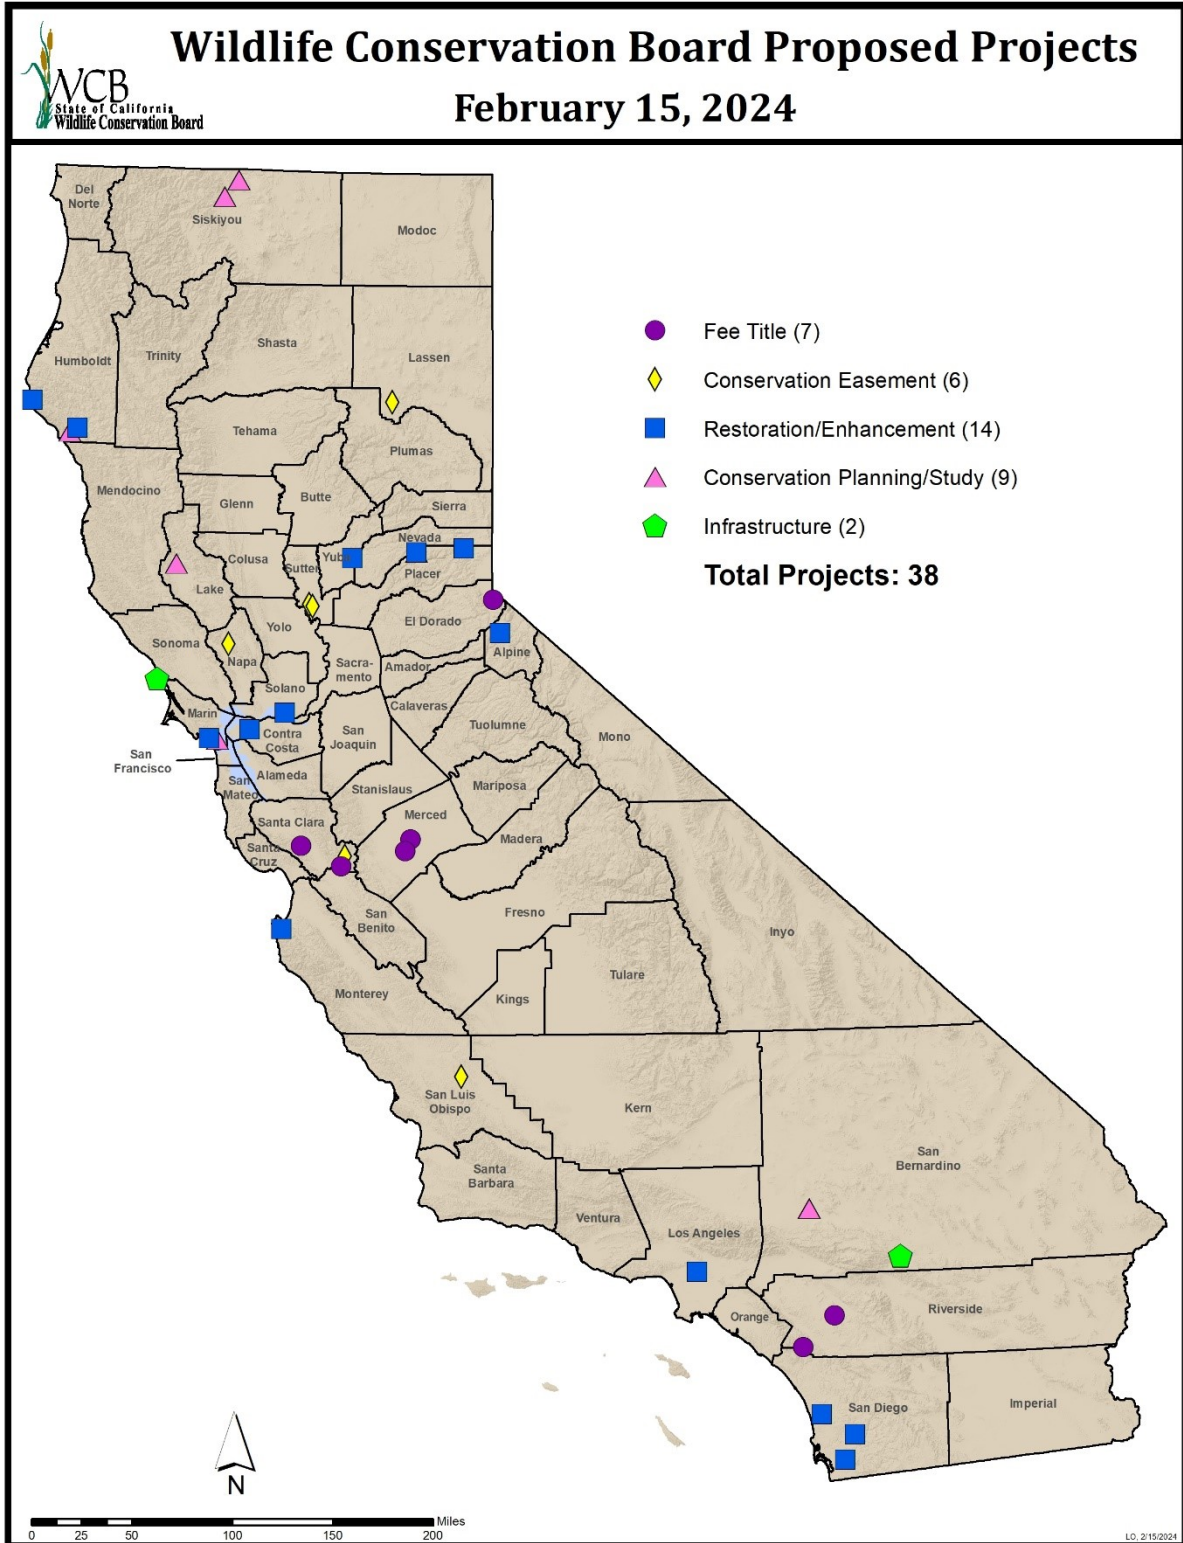 Wildlife Conservation Board Proposed Projects
February 15, 2024
WCB
State of California
Wildlife Conservation Board
Del
Norte
Siskiyou
Modoc
Humboldt
Trinity
Shasta
Lassen
Fee Title (7)
Conservation Easement (6)
Restoration/Enhancement (14)
Conservation Planning/Study (9)
Infrastructure (2)
Total Projects: 38
Tehama
Plumas
Mendocino
Glenn
Butte
Sierra
Colusa
Sutter
Yuba
Nevada
Placer
Lake
Yolo
El Dorado
Sonoma
Napa
Sacra-
mento
Amador
Alpine
Solano
Marin
Calaveras
Contra
Costa
San
Joaquin
Tuolumne
Mono
San
Francisco
San
Mateo
Alameda
Stanislaus
Mariposa
Santa Clara
Merced
Santa
Cruz
Madera
San
Benito
Fresno
Inyo
Monterey
Kings
Tulare
San Luis
Obispo
Kern
San
Bernardino
Santa
Barbara
Ventura
Los Angeles
Orange
Riverside
San Diego
Imperial
N
Miles
0 25 50 100 150 200
LO, 2/15/2024